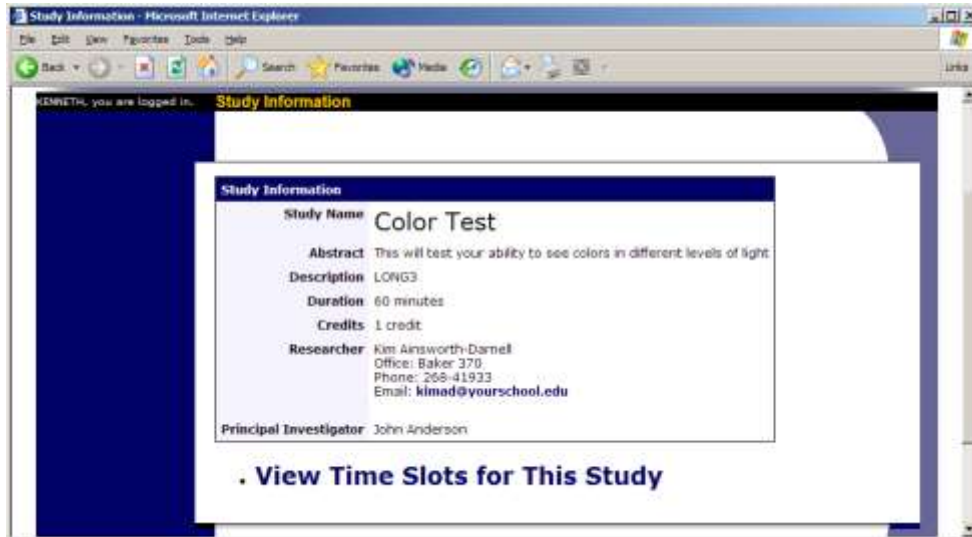 Study Information - Microsoft Internet Explorer
File Edit View Favorites Tools Help
Back Search Favorites Media Links
KENNETH, you are logged in. Study Information
Study Information
Study Name Color Test
Abstract This will test your ability to see colors in different levels of light
Description LONG3
Duration 60 minutes
Credits 1 credit
Researcher Kim Ainsworth-Darnell
Office: Baker 370
Phone: 268-41933
Email: kimad@yourschool.edu
Principal Investigator John Anderson
• View Time Slots for This Study